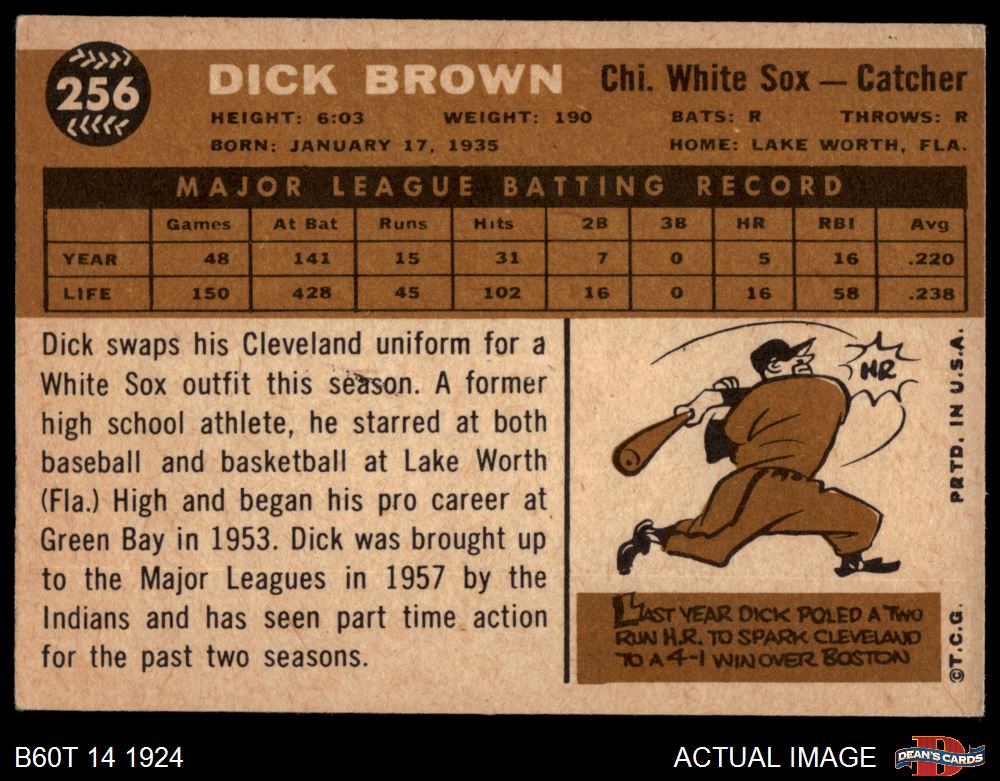 256
DICK BROWN Chi. White Sox — Catcher
HEIGHT: 6:03 WEIGHT: 190 BATS: R THROWS: R
BORN: JANUARY 17, 1935 HOME: LAKE WORTH, FLA.
MAJOR LEAGUE BATTING RECORD
Games At Bat Runs Hits 2B 3B HR RBI Avg
YEAR 48 141 15 31 7 0 5 16 .220
LIFE 150 428 45 102 16 0 16 58 .238
Dick swaps his Cleveland uniform for a
White Sox outfit this season. A former
high school athlete, he starred at both
baseball and basketball at Lake Worth
(Fla.) High and began his pro career at
Green Bay in 1953. Dick was brought up
to the Major Leagues in 1957 by the
Indians and has seen part time action
for the past two seasons.
HR
LAST YEAR DICK POLED A TWO
RUN H.R. TO SPARK CLEVELAND
TO A 4-1 WIN OVER BOSTON
©T.C.G. PRTD. IN U.S.A.
B60T 14 1924 ACTUAL IMAGE
DEAN'S CARDS